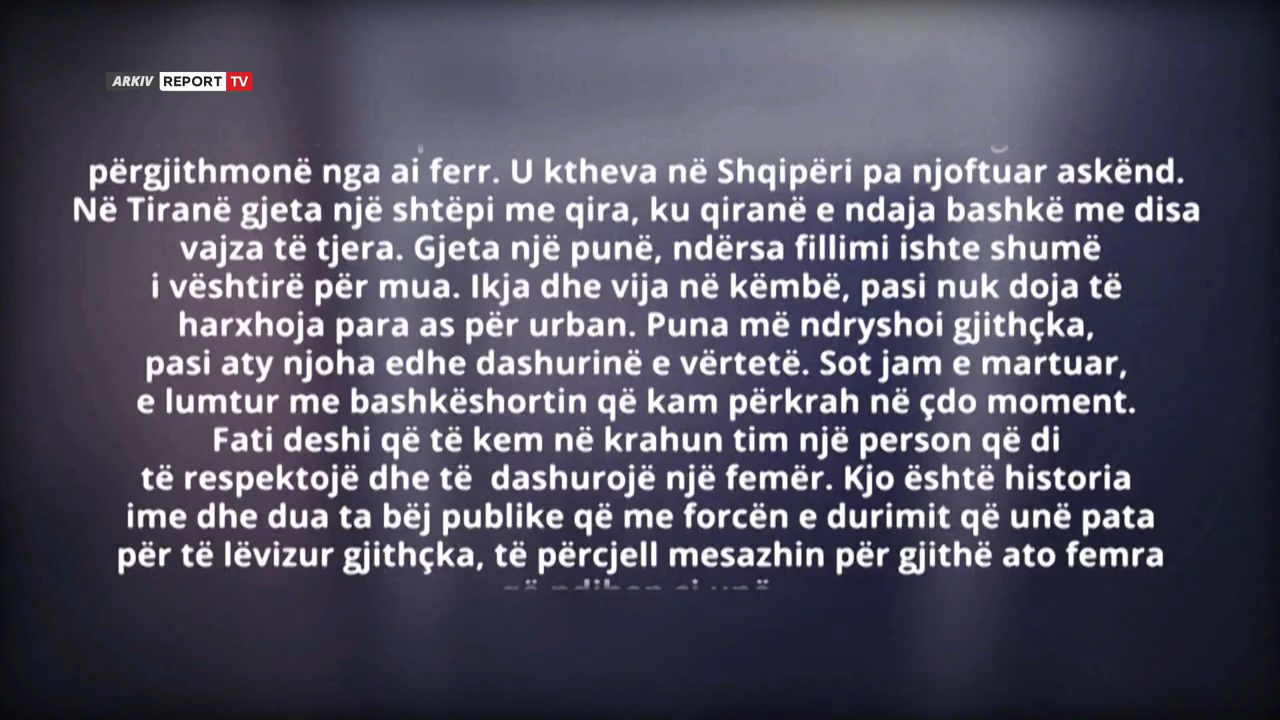 ARKIV REPORT TV
përgjithmonë nga ai ferr. U ktheva në Shqipëri pa njoftuar askënd.
Në Tiranë gjeta një shtëpi me qira, ku qiranë e ndaja bashkë me disa
vajza të tjera. Gjeta një punë, ndërsa fillimi ishte shumë
i vështirë për mua. Ikja dhe vija në këmbë, pasi nuk doja të
harxhoja para as për urban. Puna më ndryshoi gjithçka,
pasi aty njoha edhe dashurinë e vërtetë. Sot jam e martuar,
e lumtur me bashkëshortin që kam përkrah në çdo moment.
Fati deshi që të kem në krahun tim një person që di
të respektojë dhe të  dashurojë një femër. Kjo është historia
ime dhe dua ta bëj publike që me forcën e durimit që unë pata
për të lëvizur gjithçka, të përcjell mesazhin për gjithë ato femra